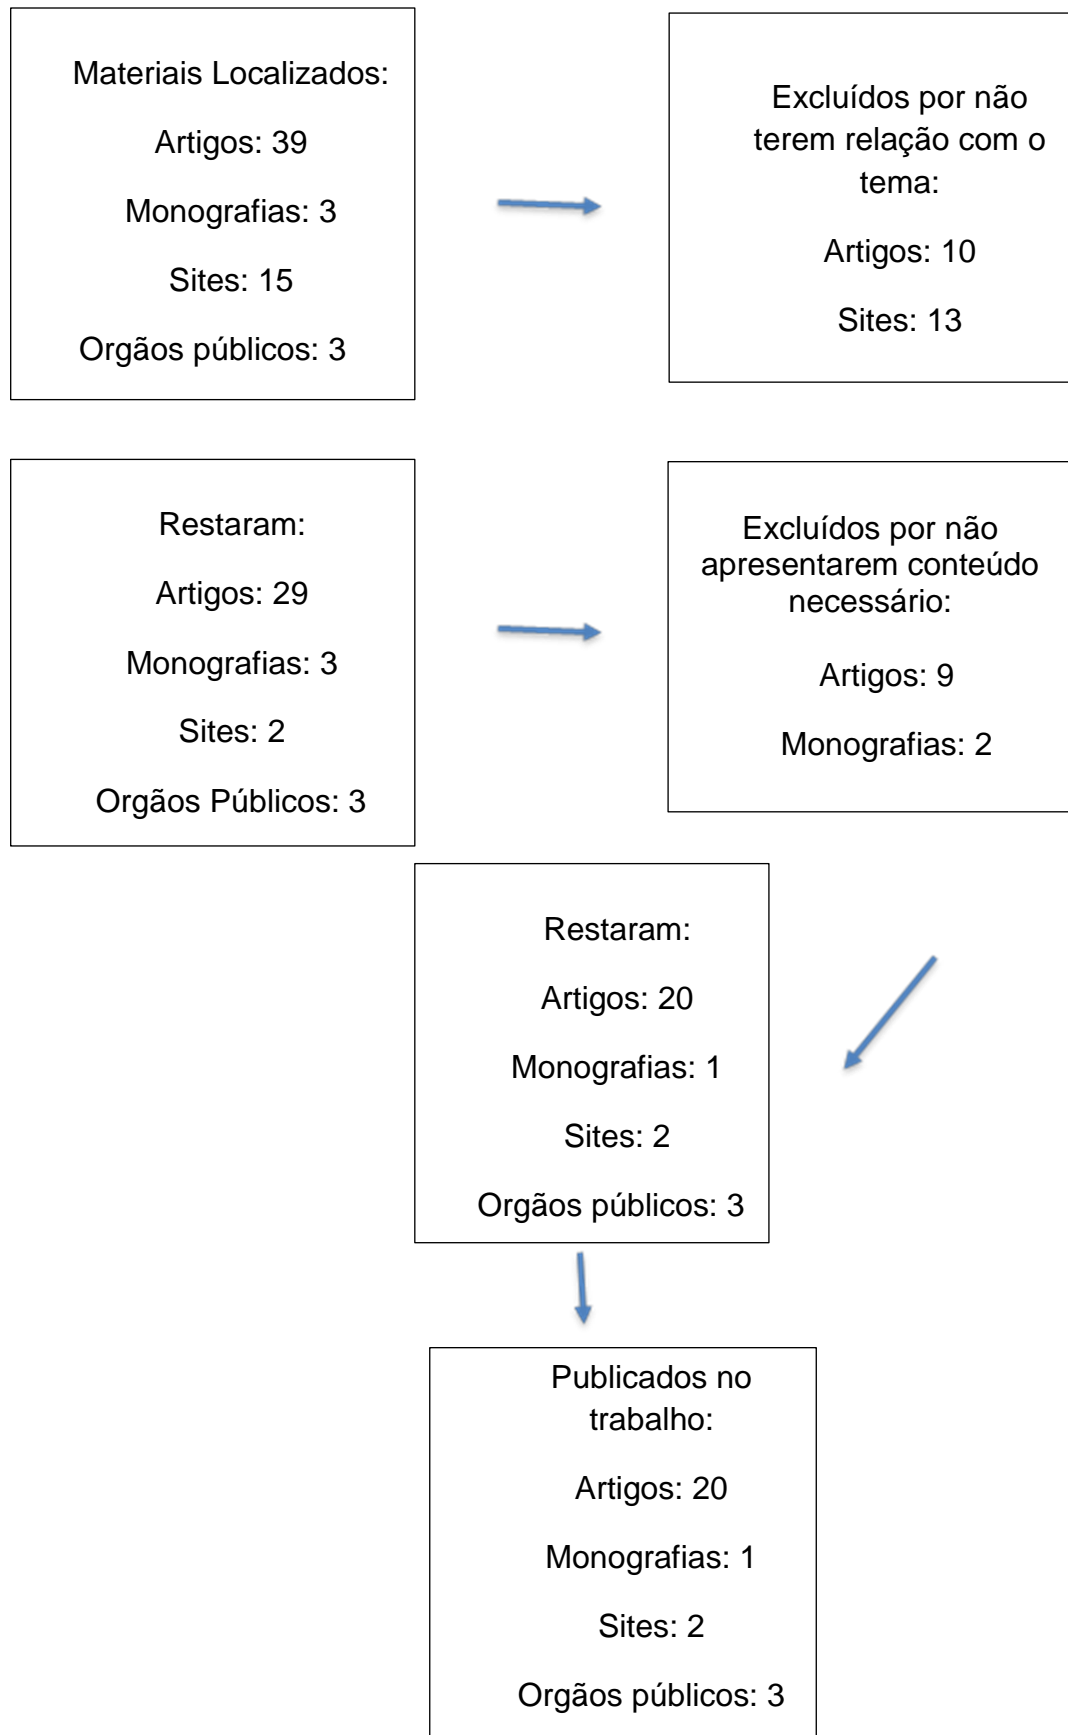 Materiais Localizados:
Artigos: 39
Monografias: 3
Sites: 15
Orgãos públicos: 3
Excluídos por não
terem relação com o
tema:
Artigos: 10
Sites: 13
Restaram:
Artigos: 29
Monografias: 3
Sites: 2
Orgãos Públicos: 3
Excluídos por não
apresentarem conteúdo
necessário:
Artigos: 9
Monografias: 2
Restaram:
Artigos: 20
Monografias: 1
Sites: 2
Orgãos públicos: 3
Publicados no
trabalho:
Artigos: 20
Monografias: 1
Sites: 2
Orgãos públicos: 3